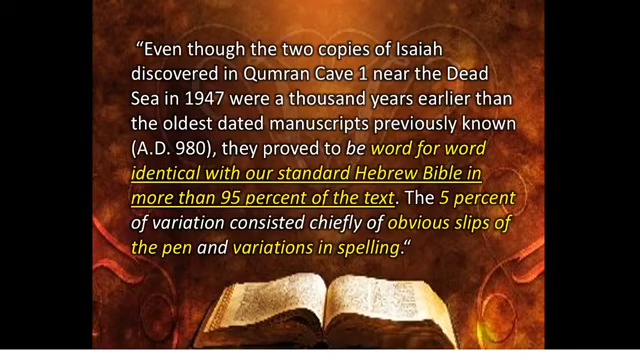 “Even though the two copies of Isaiah
discovered in Qumran Cave 1 near the Dead
Sea in 1947 were a thousand years earlier than
the oldest dated manuscripts previously known
(A.D. 980), they proved to be word for word
identical with our standard Hebrew Bible in
more than 95 percent of the text. The 5 percent
of variation consisted chiefly of obvious slips of
the pen and variations in spelling.“